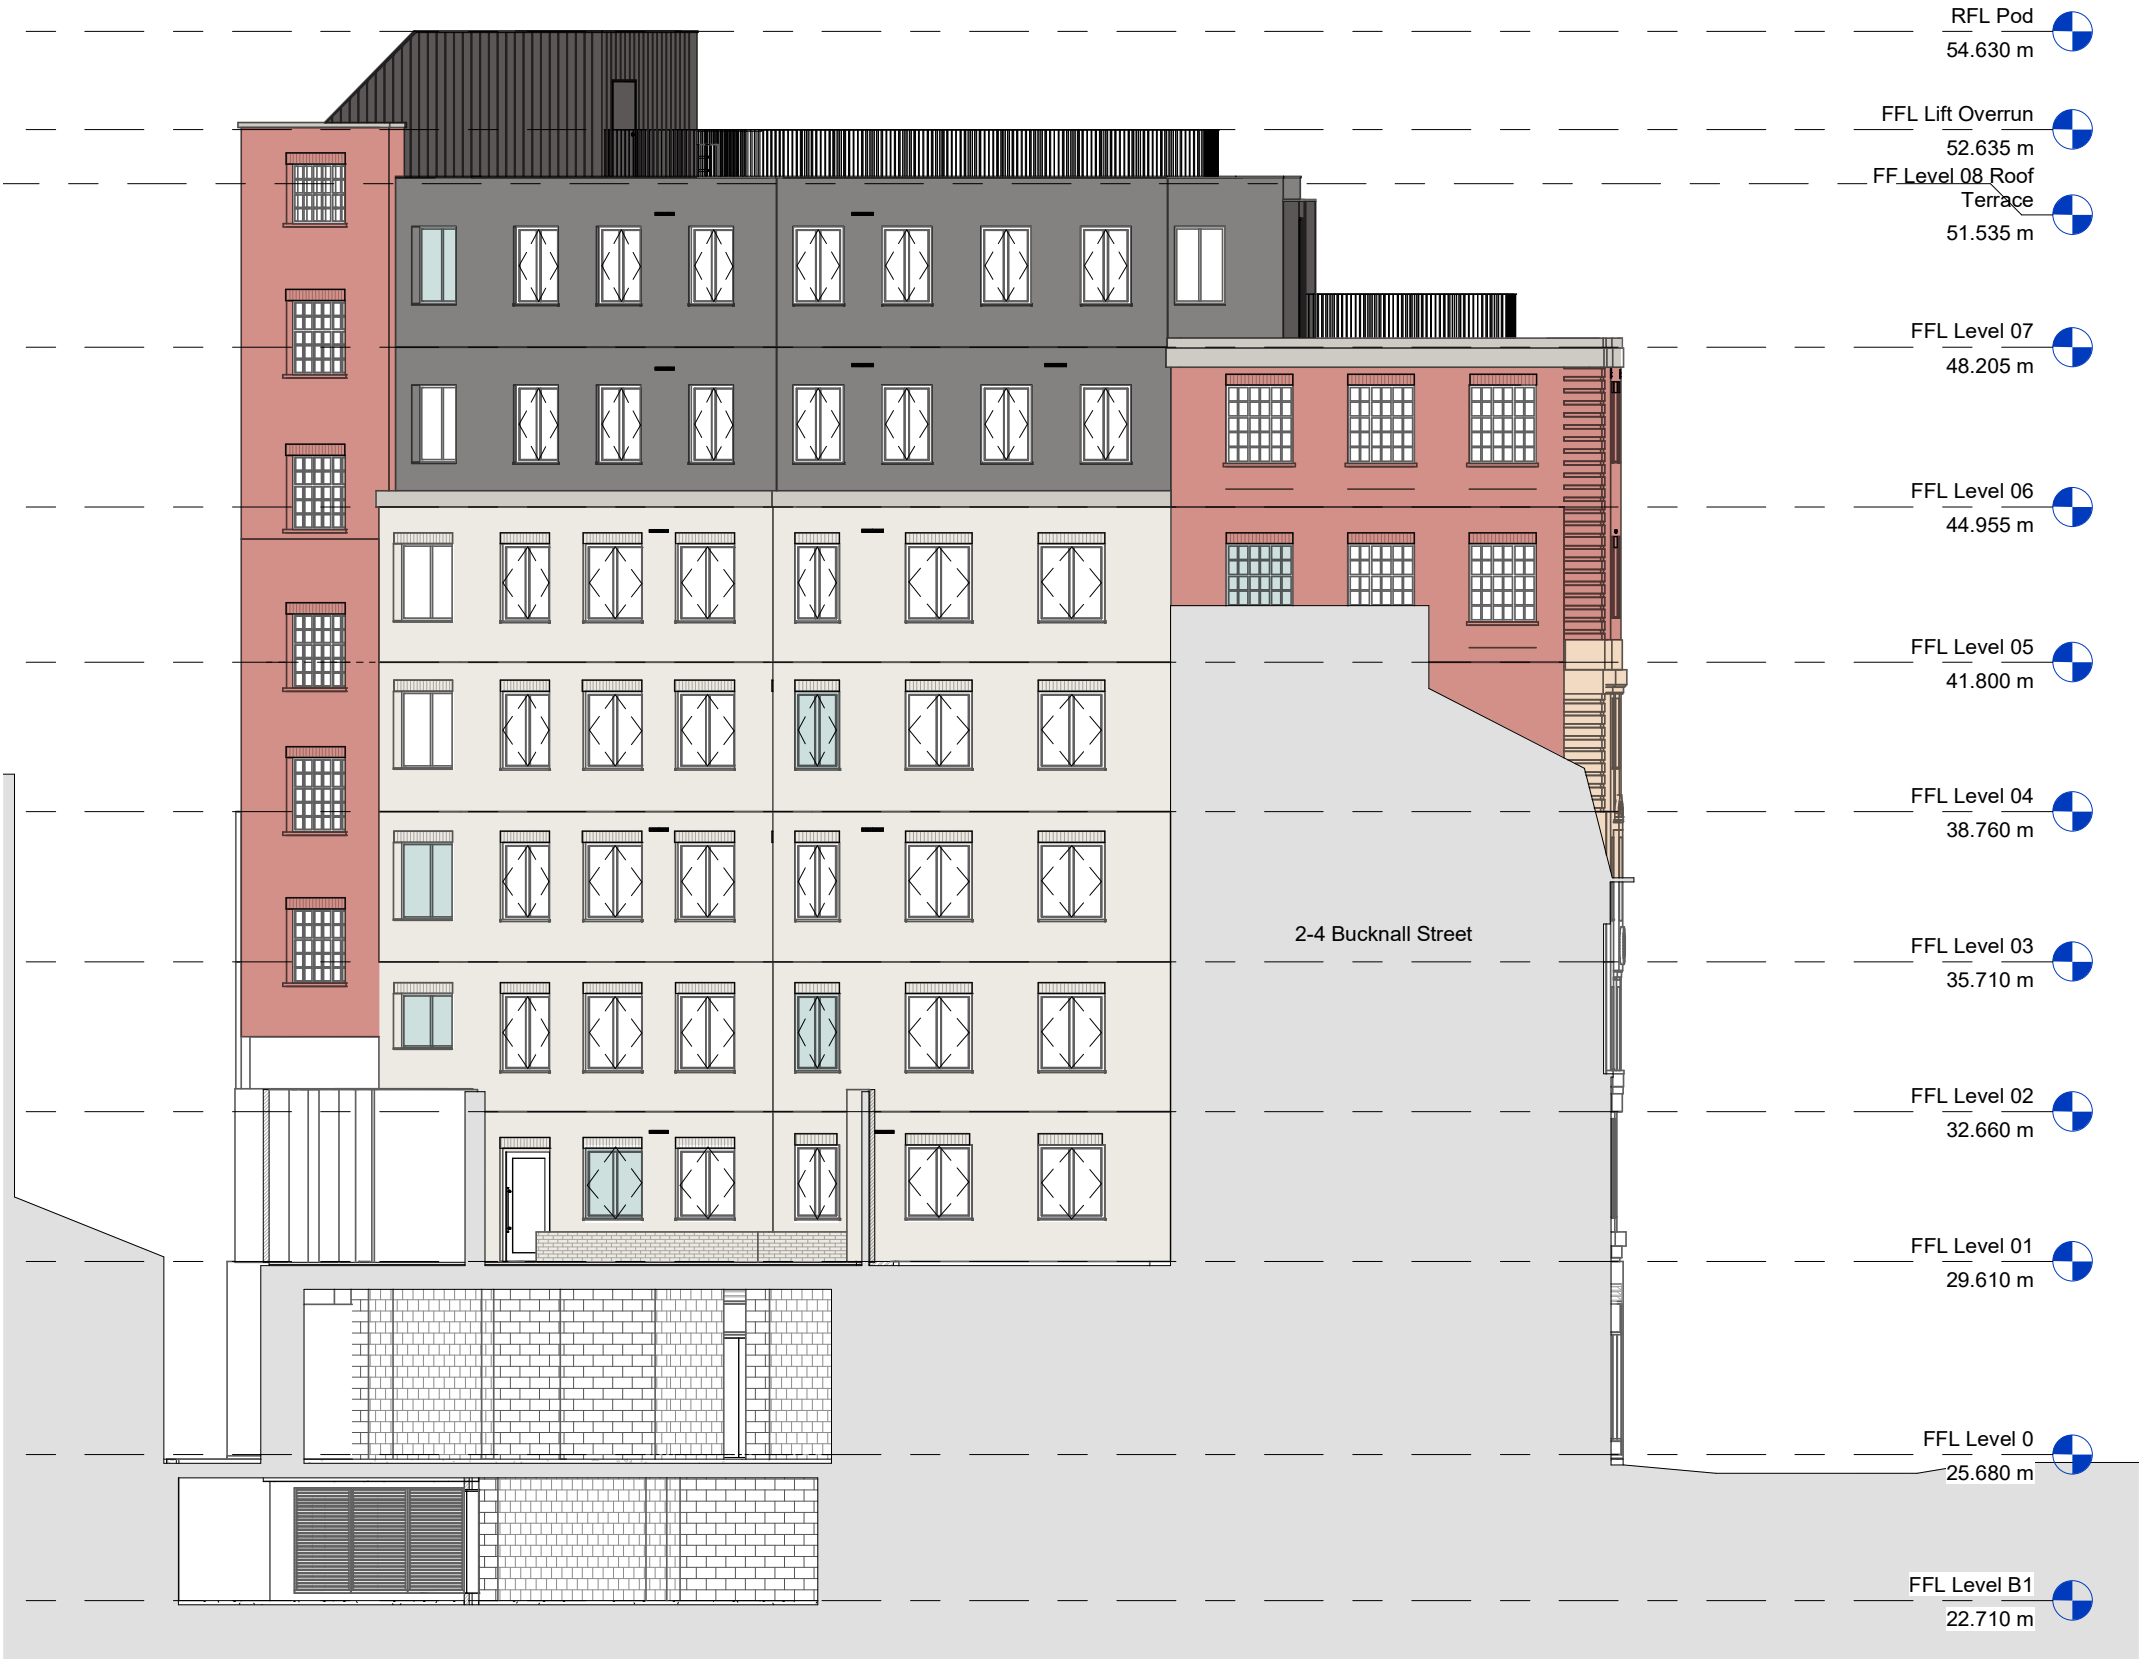 RFL Pod
54.630 m
FFL Lift Overrun
52.635 m
FF Level 08 Roof
Terrace
51.535 m
FFL Level 07
48.205 m
FFL Level 06
44.955 m
FFL Level 05
41.800 m
FFL Level 04
38.760 m
2-4 Bucknall Street
FFL Level 03
35.710 m
FFL Level 02
32.660 m
FFL Level 01
29.610 m
FFL Level 0
25.680 m
FFL Level B1
22.710 m